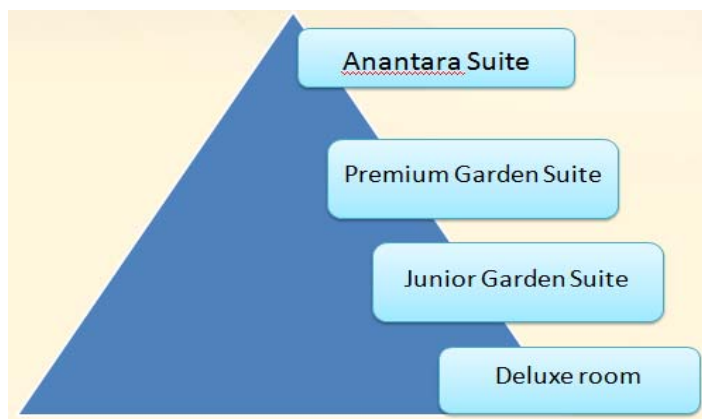 Anantara Suite
Premium Garden Suite
Junior Garden Suite
Deluxe room